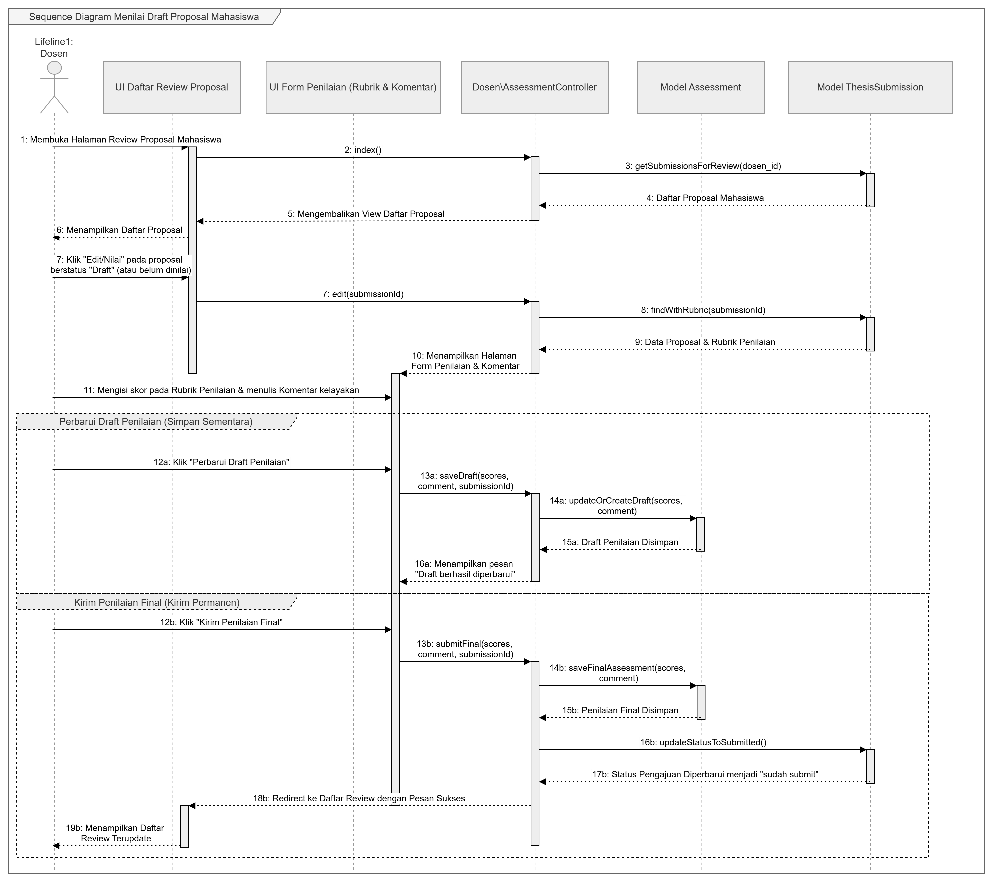 Sequence Diagram Menilai Draft Proposal Mahasiswa
Lifeline1:
Dosen
UI Daftar Review Proposal
UI Form Penilaian (Rubrik & Komentar)
Dosen\AssessmentController
Model Assessment
Model ThesisSubmission
1: Membuka Halaman Review Proposal Mahasiswa
2: index()
3: getSubmissionsForReview(dosen_id)
4: Daftar Proposal Mahasiswa
5: Mengembalikan View Daftar Proposal
6: Menampilkan Daftar Proposal
7: Klik "Edit/Nilai" pada proposal
berstatus "Draft" (atau belum dinilai)
7: edit(submissionId)
8: findWithRubric(submissionId)
9: Data Proposal & Rubrik Penilaian
10: Menampilkan Halaman
Form Penilaian & Komentar
11: Mengisi skor pada Rubrik Penilaian & menulis Komentar kelayakan
Perbarui Draft Penilaian (Simpan Sementara)
12a: Klik "Perbarui Draft Penilaian"
13a: saveDraft(scores,
comment, submissionId)
14a: updateOrCreateDraft(scores,
comment)
15a: Draft Penilaian Disimpan
16a: Menampilkan pesan
"Draft berhasil diperbarui"
Kirim Penilaian Final (Kirim Permanen)
12b: Klik "Kirim Penilaian Final"
13b: submitFinal(scores,
comment, submissionId)
14b: saveFinalAssessment(scores,
comment)
15b: Penilaian Final Disimpan
16b: updateStatusToSubmitted()
17b: Status Pengajuan Diperbarui menjadi "sudah submit"
18b: Redirect ke Daftar Review dengan Pesan Sukses
19b: Menampilkan Daftar
Review Terupdate